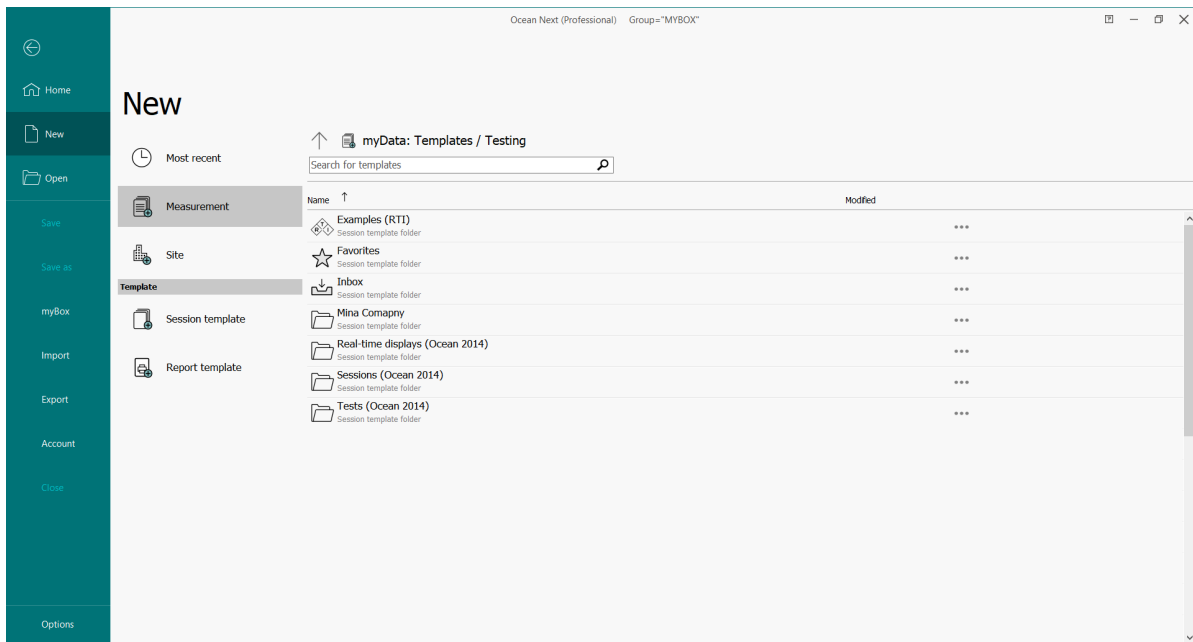 Ocean Next (Professional) Group="MYBOX"
Home
New
Open
Save
Save as
myBox
Import
Export
Account
Close
Options
New
Most recent
Measurement
Site
Template
Session template
Report template
myData: Templates / Testing
Search for templates
Name
Modified
Examples (RTI)
Session template folder
Favorites
Session template folder
Inbox
Session template folder
Mina Comapny
Session template folder
Real-time displays (Ocean 2014)
Session template folder
Sessions (Ocean 2014)
Session template folder
Tests (Ocean 2014)
Session template folder